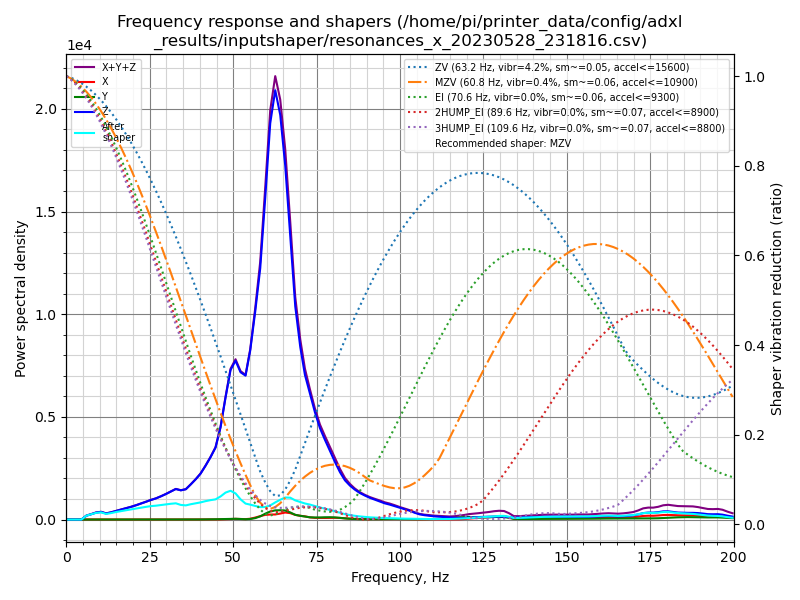 Frequency response and shapers (/home/pi/printer_data/config/adxl
_results/inputshaper/resonances_x_20230528_231816.csv)
1e4
X+Y+Z
X
Y
Z
After
shaper
ZV (63.2 Hz, vibr=4.2%, sm~=0.05, accel<=15600)
MZV (60.8 Hz, vibr=0.4%, sm~=0.06, accel<=10900)
EI (70.6 Hz, vibr=0.0%, sm~=0.06, accel<=9300)
2HUMP_EI (89.6 Hz, vibr=0.0%, sm~=0.07, accel<=8900)
3HUMP_EI (109.6 Hz, vibr=0.0%, sm~=0.07, accel<=8800)
Recommended shaper: MZV
Power spectral density
2.0
1.5
1.0
0.5
0.0
1.0
0.8
0.6
0.4
0.2
0.0
Shaper vibration reduction (ratio)
0 25 50 75 100 125 150 175 200
Frequency, Hz